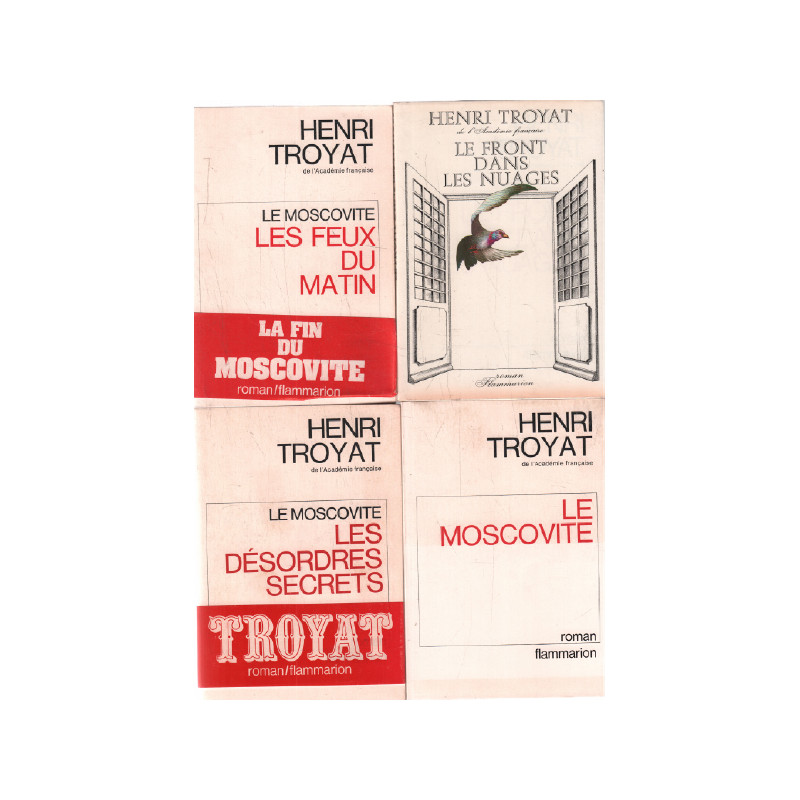 HENRI
TROYAT
de l'Académie française
LE MOSCOVITE
LES FEUX
DU
MATIN
LA FIN
DU
MOSCOVITE
roman/flammarion
HENRI TROYAT
de l'Académie française
LE FRONT
DANS
LES NUAGES
roman
Flammarion
HENRI
TROYAT
de l'Académie française
LE MOSCOVITE
LES
DÉSORDRES
SECRETS
TROYAT
roman/flammarion
HENRI
TROYAT
de l'Académie française
LE
MOSCOVITE
roman
flammarion